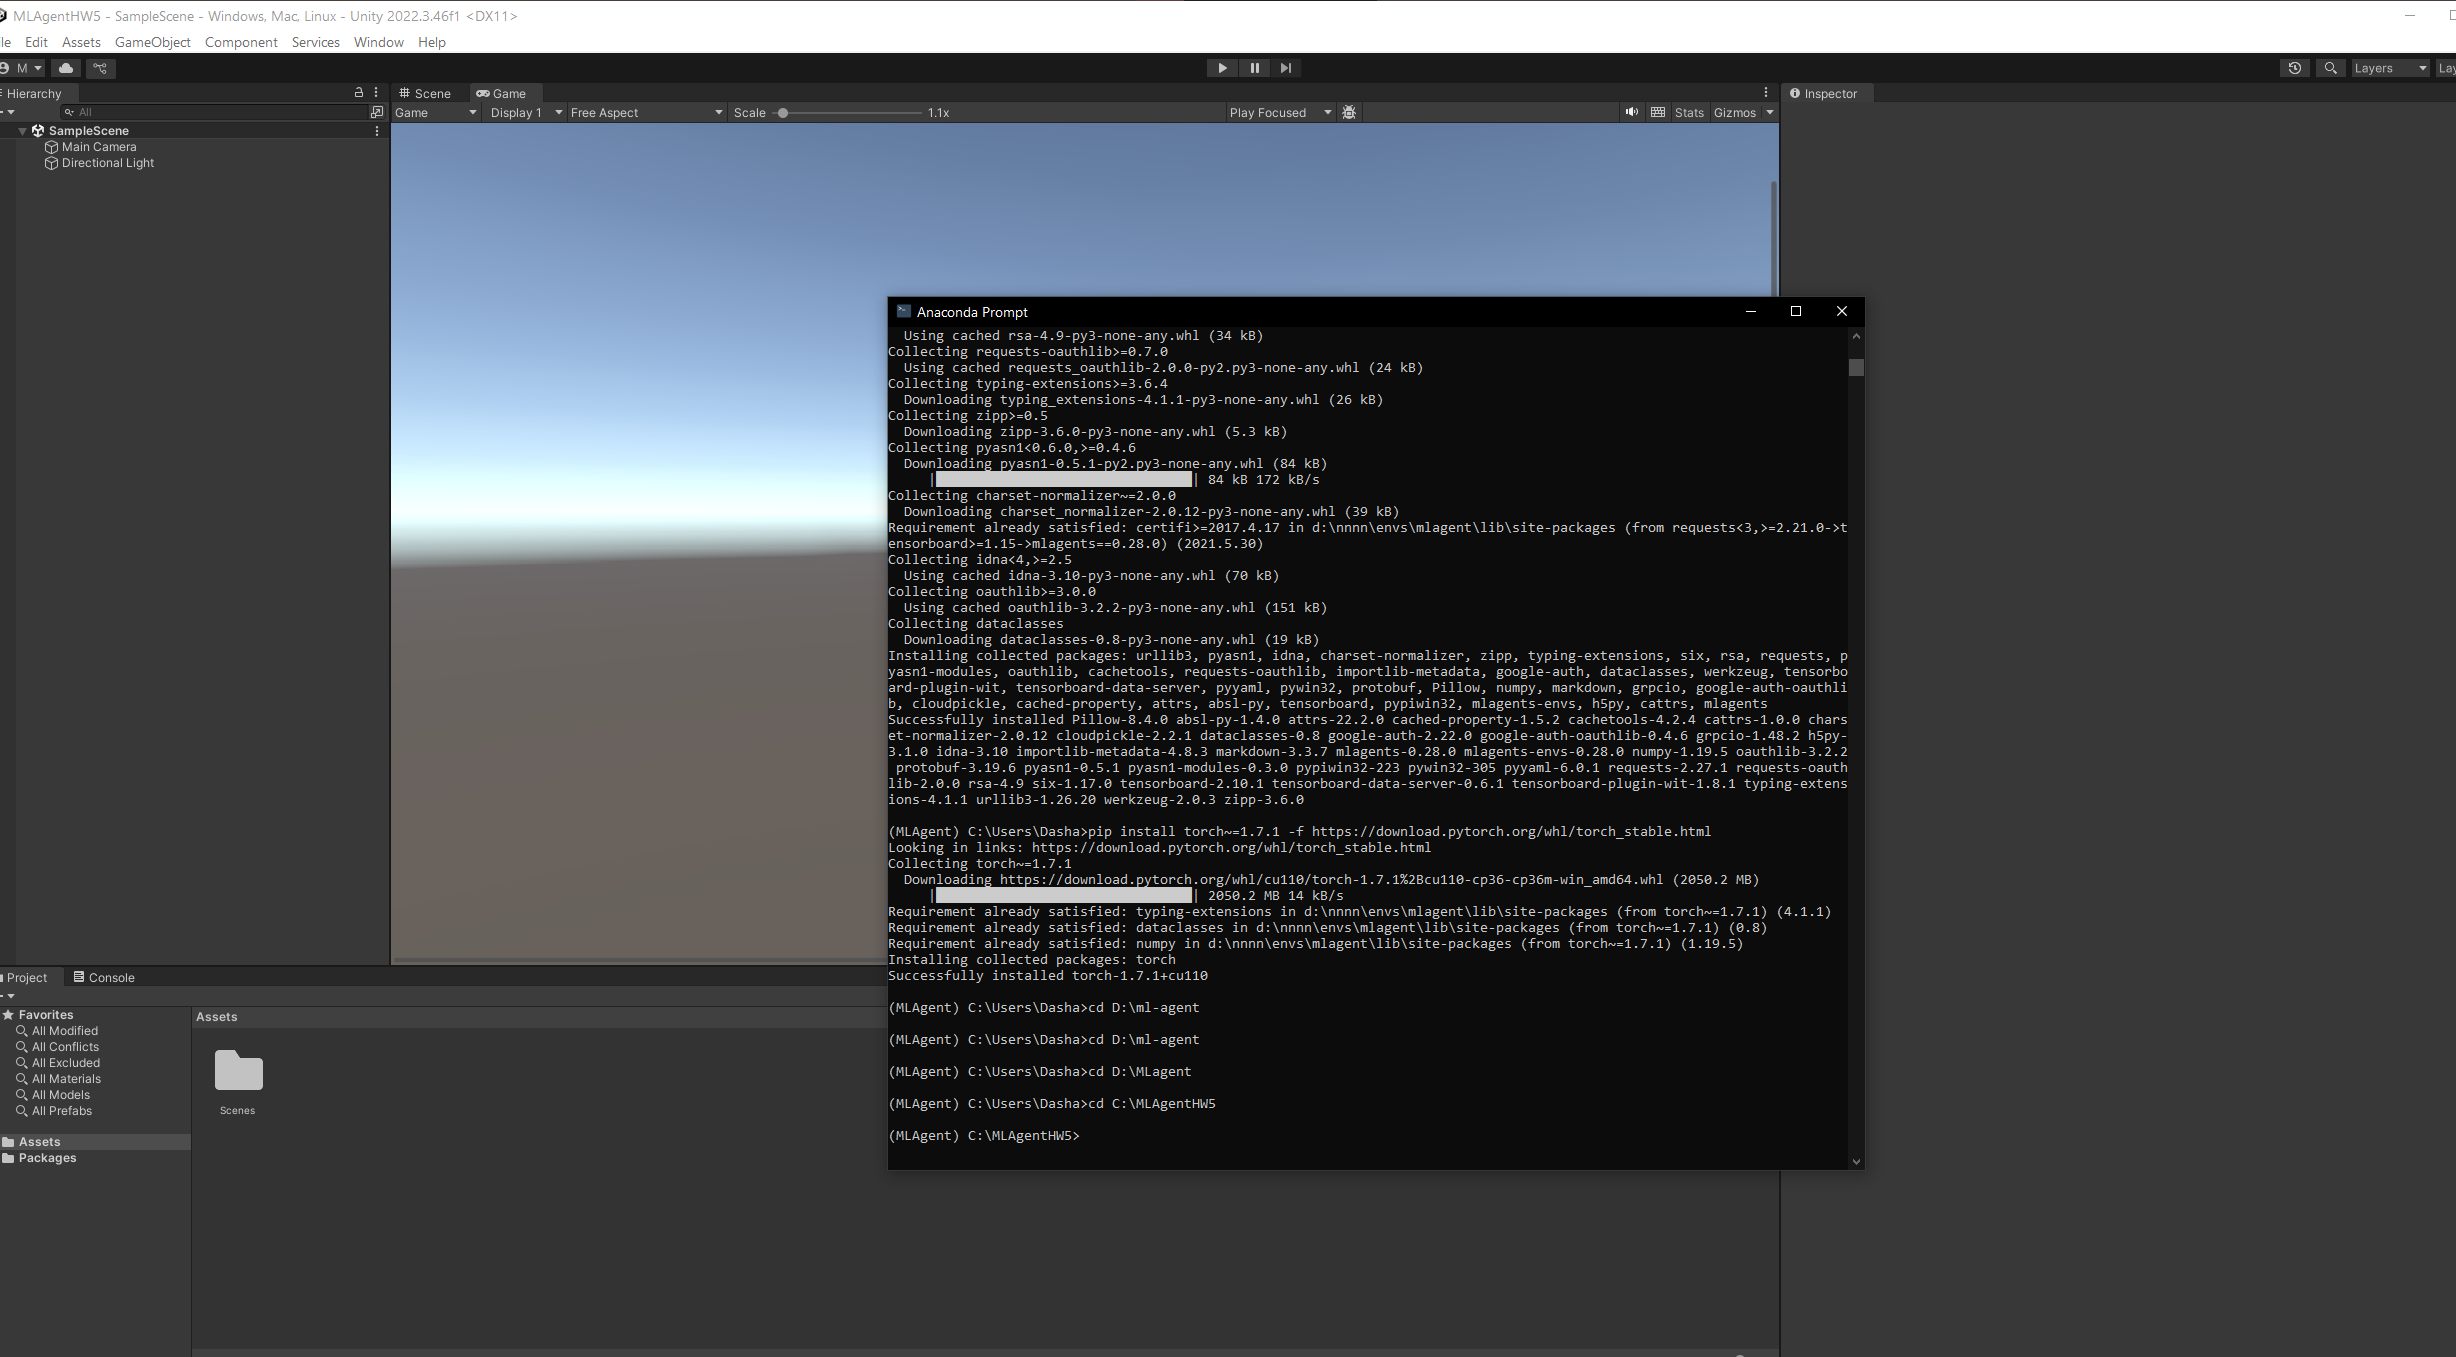 MLAgentHW5 - SampleScene - Windows, Mac, Linux - Unity 2022.3.46f1 <DX11>
le Edit Assets GameObject Component Services Window Help
M
Layers
Lay
Hierarchy
Scene
Game
Inspector
All
Game
Display 1
Free Aspect
Scale
1.1x
Play Focused
Stats
Gizmos
SampleScene
Main Camera
Directional Light
Anaconda Prompt
Using cached rsa-4.9-py3-none-any.whl (34 kB)
Collecting requests-oauthlib>=0.7.0
Using cached requests_oauthlib-2.0.0-py2.py3-none-any.whl (24 kB)
Collecting typing-extensions>=3.6.4
Downloading typing_extensions-4.1.1-py3-none-any.whl (26 kB)
Collecting zipp>=0.5
Downloading zipp-3.6.0-py3-none-any.whl (5.3 kB)
Collecting pyasn1<0.6.0,>=0.4.6
Downloading pyasn1-0.5.1-py2.py3-none-any.whl (84 kB)
| | 84 kB 172 kB/s
Collecting charset-normalizer~=2.0.0
Downloading charset_normalizer-2.0.12-py3-none-any.whl (39 kB)
Requirement already satisfied: certifi>=2017.4.17 in d:\nnnn\envs\mlagent\lib\site-packages (from requests<3,>=2.21.0->t
ensorboard>=1.15->mlagents==0.28.0) (2021.5.30)
Collecting idna<4,>=2.5
Using cached idna-3.10-py3-none-any.whl (70 kB)
Collecting oauthlib>=3.0.0
Using cached oauthlib-3.2.2-py3-none-any.whl (151 kB)
Collecting dataclasses
Downloading dataclasses-0.8-py3-none-any.whl (19 kB)
Installing collected packages: urllib3, pyasn1, idna, charset-normalizer, zipp, typing-extensions, six, rsa, requests, p
yasn1-modules, oauthlib, cachetools, requests-oauthlib, importlib-metadata, google-auth, dataclasses, werkzeug, tensorbo
ard-plugin-wit, tensorboard-data-server, pyyaml, pywin32, protobuf, Pillow, numpy, markdown, grpcio, google-auth-oauthli
b, cloudpickle, cached-property, attrs, absl-py, tensorboard, pypiwin32, mlagents-envs, h5py, cattrs, mlagents
Successfully installed Pillow-8.4.0 absl-py-1.4.0 attrs-22.2.0 cached-property-1.5.2 cachetools-4.2.4 cattrs-1.0.0 chars
et-normalizer-2.0.12 cloudpickle-2.2.1 dataclasses-0.8 google-auth-2.22.0 google-auth-oauthlib-0.4.6 grpcio-1.48.2 h5py-
3.1.0 idna-3.10 importlib-metadata-4.8.3 markdown-3.3.7 mlagents-0.28.0 mlagents-envs-0.28.0 numpy-1.19.5 oauthlib-3.2.2
protobuf-3.19.6 pyasn1-0.5.1 pyasn1-modules-0.3.0 pypiwin32-223 pywin32-305 pyyaml-6.0.1 requests-2.27.1 requests-oauth
lib-2.0.0 rsa-4.9 six-1.17.0 tensorboard-2.10.1 tensorboard-data-server-0.6.1 tensorboard-plugin-wit-1.8.1 typing-extens
ions-4.1.1 urllib3-1.26.20 werkzeug-2.0.3 zipp-3.6.0
(MLAgent) C:\Users\Dasha>pip install torch~=1.7.1 -f https://download.pytorch.org/whl/torch_stable.html
Looking in links: https://download.pytorch.org/whl/torch_stable.html
Collecting torch~=1.7.1
Downloading https://download.pytorch.org/whl/cu110/torch-1.7.1%2Bcu110-cp36-cp36m-win_amd64.whl (2050.2 MB)
| | 2050.2 MB 14 kB/s
Requirement already satisfied: typing-extensions in d:\nnnn\envs\mlagent\lib\site-packages (from torch~=1.7.1) (4.1.1)
Requirement already satisfied: dataclasses in d:\nnnn\envs\mlagent\lib\site-packages (from torch~=1.7.1) (0.8)
Requirement already satisfied: numpy in d:\nnnn\envs\mlagent\lib\site-packages (from torch~=1.7.1) (1.19.5)
Installing collected packages: torch
Successfully installed torch-1.7.1+cu110
(MLAgent) C:\Users\Dasha>cd D:\ml-agent
(MLAgent) C:\Users\Dasha>cd D:\ml-agent
(MLAgent) C:\Users\Dasha>cd D:\MLagent
(MLAgent) C:\Users\Dasha>cd C:\MLAgentHW5
(MLAgent) C:\MLAgentHW5>
Project
Console
Favorites
All Modified
All Conflicts
All Excluded
All Materials
All Models
All Prefabs
Assets
Packages
Assets
Scenes